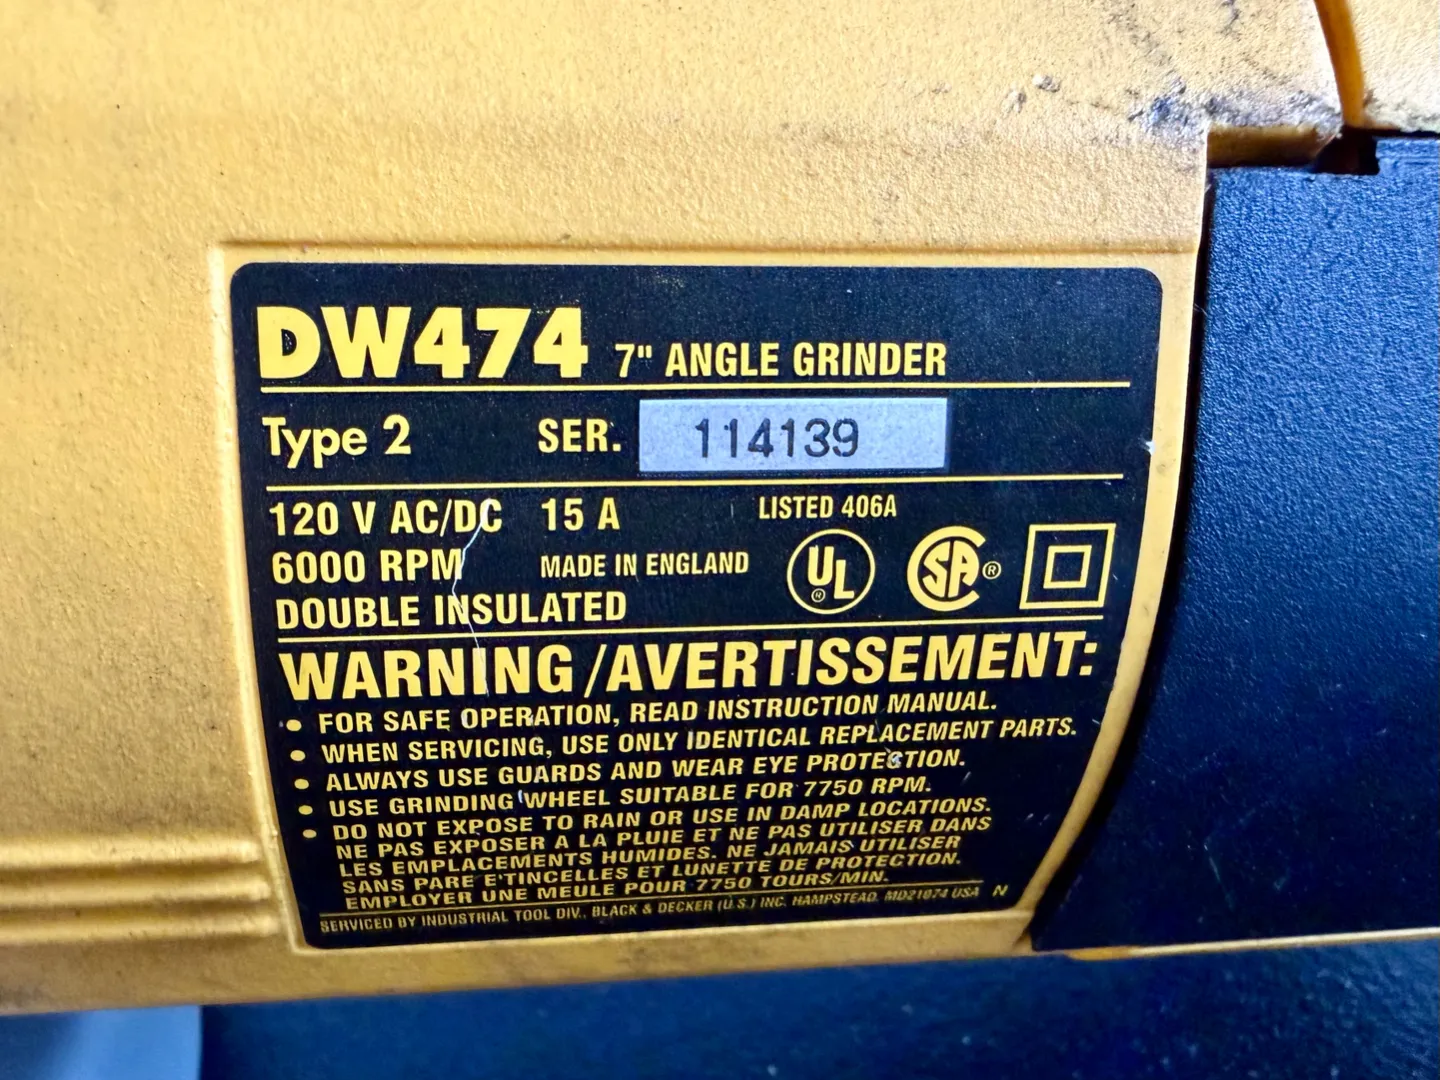 DW474 7" ANGLE GRINDER
Type 2 SER. 114139
120 V AC/DC 15 A LISTED 406A
6000 RPM MADE IN ENGLAND UL ® SA ®
DOUBLE INSULATED
WARNING/AVERTISSEMENT:
• FOR SAFE OPERATION, READ INSTRUCTION MANUAL.
• WHEN SERVICING, USE ONLY IDENTICAL REPLACEMENT PARTS.
• ALWAYS USE GUARDS AND WEAR EYE PROTECTION.
• USE GRINDING WHEEL SUITABLE FOR 7750 RPM.
• DO NOT EXPOSE TO RAIN OR USE IN DAMP LOCATIONS.
NE PAS EXPOSER A LA PLUIE ET NE PAS UTILISER DANS
LES EMPLACEMENTS HUMIDES. NE JAMAIS UTILISER
SANS PARE E'TINCELLES ET LUNETTE DE PROTECTION.
EMPLOYER UNE MEULE POUR 7750 TOURS/MIN.
SERVICED BY INDUSTRIAL TOOL DIV., BLACK & DECKER (U.S.) INC. HAMPSTEAD. MD21074 USA N